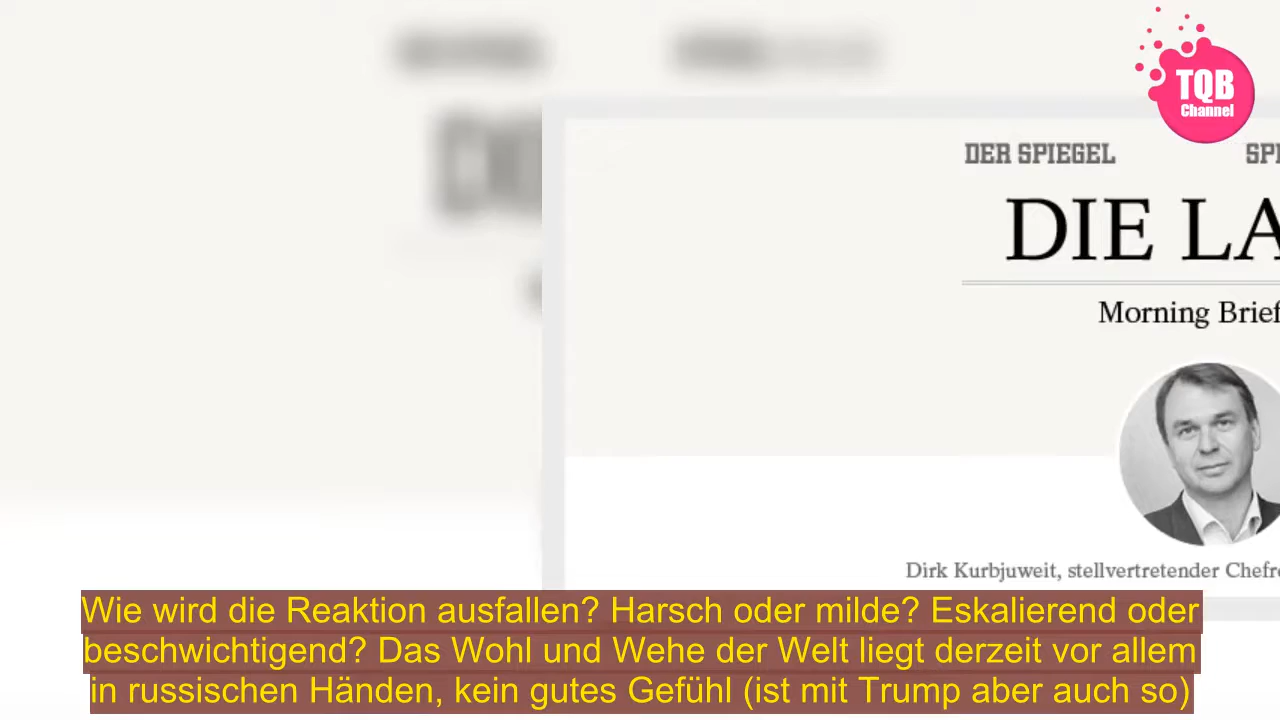 TQB
Channel
DER SPIEGEL
SP
DIE LA
Morning Brief
Dirk Kurbjuweit, stellvertretender Chefre
Wie wird die Reaktion ausfallen? Harsch oder milde? Eskalierend oder
beschwichtigend? Das Wohl und Wehe der Welt liegt derzeit vor allem
in russischen Händen, kein gutes Gefühl (ist mit Trump aber auch so)